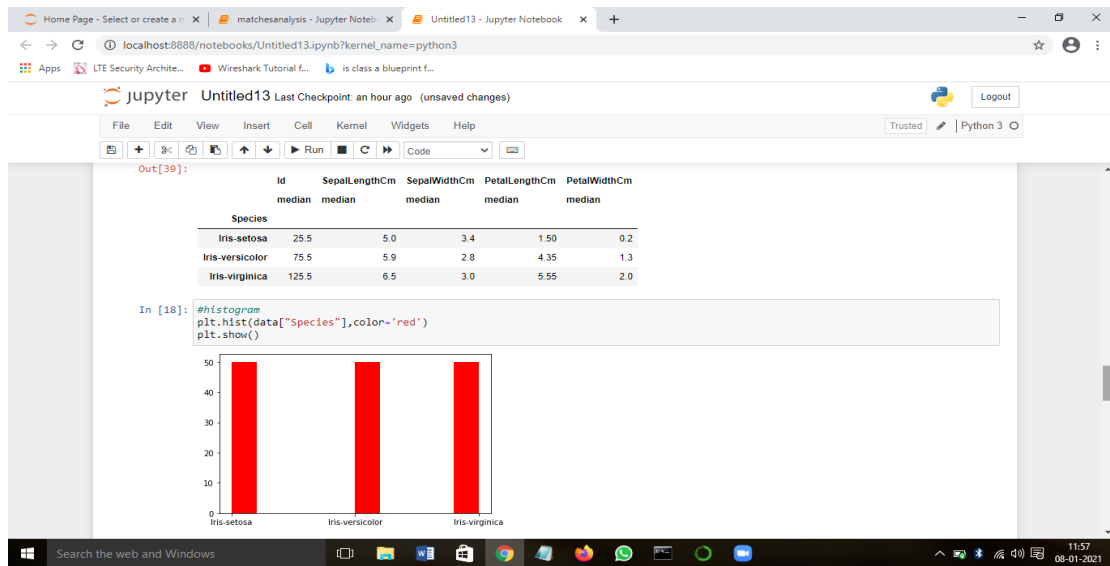 Home Page - Select or create a n
matchesanalysis - Jupyter Noteb
Untitled13 - Jupyter Notebook
localhost:8888/notebooks/Untitled13.ipynb?kernel_name=python3
Apps LTE Security Archite... Wireshark Tutorial f... is class a blueprint f...
jupyter Untitled13 Last Checkpoint: an hour ago (unsaved changes) Logout
File Edit View Insert Cell Kernel Widgets Help Trusted Python 3
Run Code
Out[39]:
Id SepalLengthCm SepalWidthCm PetalLengthCm PetalWidthCm
median median median median median
Species
Iris-setosa 25.5 5.0 3.4 1.50 0.2
Iris-versicolor 75.5 5.9 2.8 4.35 1.3
Iris-virginica 125.5 6.5 3.0 5.55 2.0
In [18]: #histogram
plt.hist(data["Species"],color='red')
plt.show()
50
40
30
20
10
0
Iris-setosa Iris-versicolor Iris-virginica
Search the web and Windows
11:57
08-01-2021